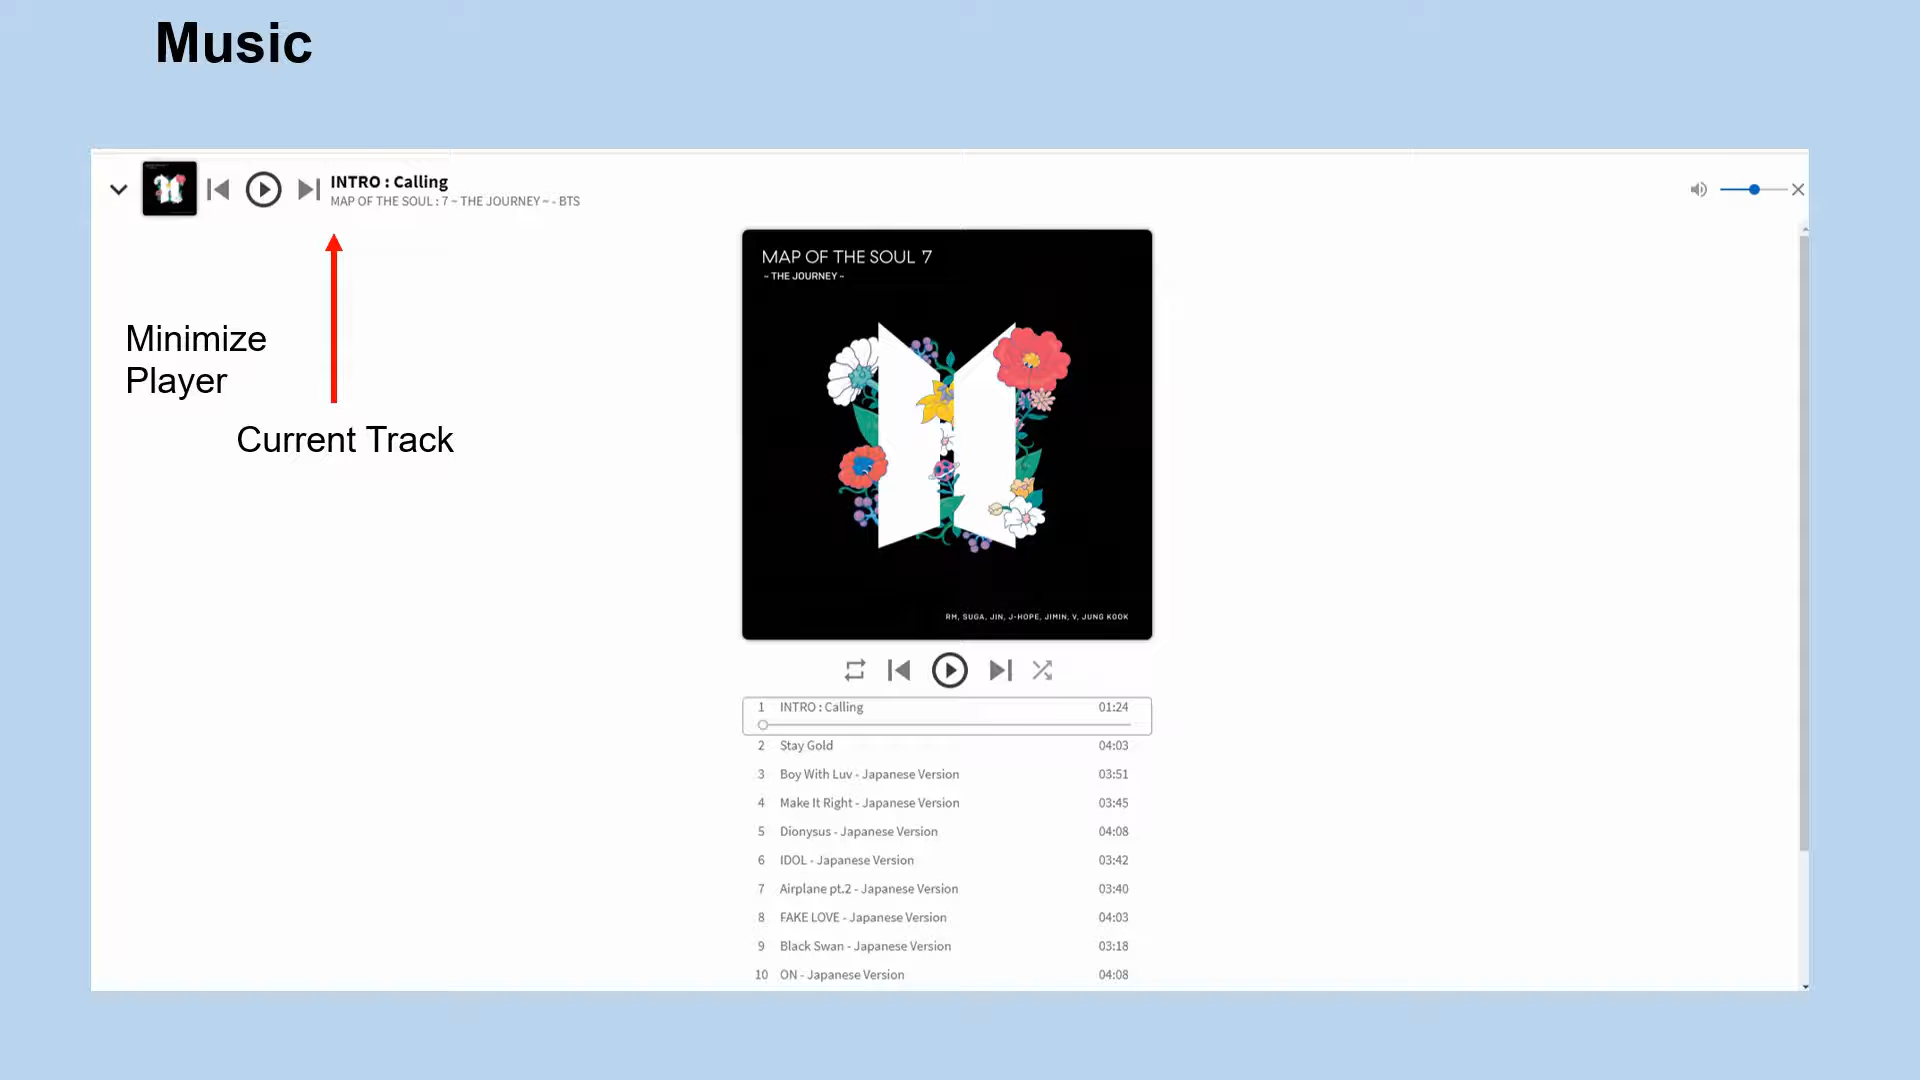 Music
INTRO : Calling
MAP OF THE SOUL : 7 ~ THE JOURNEY ~ - BTS
MAP OF THE SOUL 7
~ THE JOURNEY ~
Minimize
Player
Current Track
RM, SUGA, JIN, J-HOPE, JIMIN, V, JUNG KOOK
1 INTRO : Calling 01:24
2 Stay Gold 04:03
3 Boy With Luv - Japanese Version 03:51
4 Make It Right - Japanese Version 03:45
5 Dionysus - Japanese Version 04:08
6 IDOL - Japanese Version 03:42
7 Airplane pt.2 - Japanese Version 03:40
8 FAKE LOVE - Japanese Version 04:03
9 Black Swan - Japanese Version 03:18
10 ON - Japanese Version 04:08